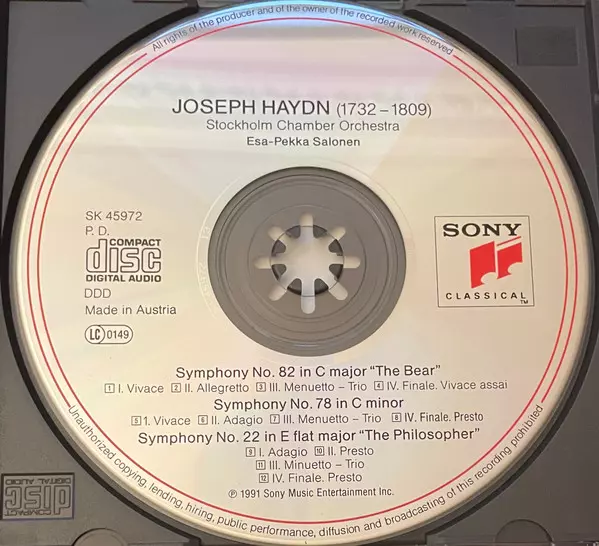 All rights of the producer and of the owner of the recorded work reserved
JOSEPH HAYDN (1732 – 1809)
Stockholm Chamber Orchestra
Esa-Pekka Salonen
SK 45972
P. D.
COMPACT
disc
DIGITAL AUDIO
DDD
Made in Austria
LC 0149
SONY
CLASSICAL™
Symphony No. 82 in C major “The Bear”
1 I. Vivace 2 II. Allegretto 3 III. Menuetto – Trio 4 IV. Finale. Vivace assai
Symphony No. 78 in C minor
5 1. Vivace 6 II. Adagio 7 III. Menuetto – Trio 8 IV. Finale. Presto
Symphony No. 22 in E flat major “The Philosopher”
9 I. Adagio 10 II. Presto
11 III. Minuetto – Trio
12 IV. Finale. Presto
℗ 1991 Sony Music Entertainment Inc.
Unauthorized copying, lending, hiring, public performance, diffusion and broadcasting of this recording prohibited
COMPACT
disc
DIGITAL AUDIO